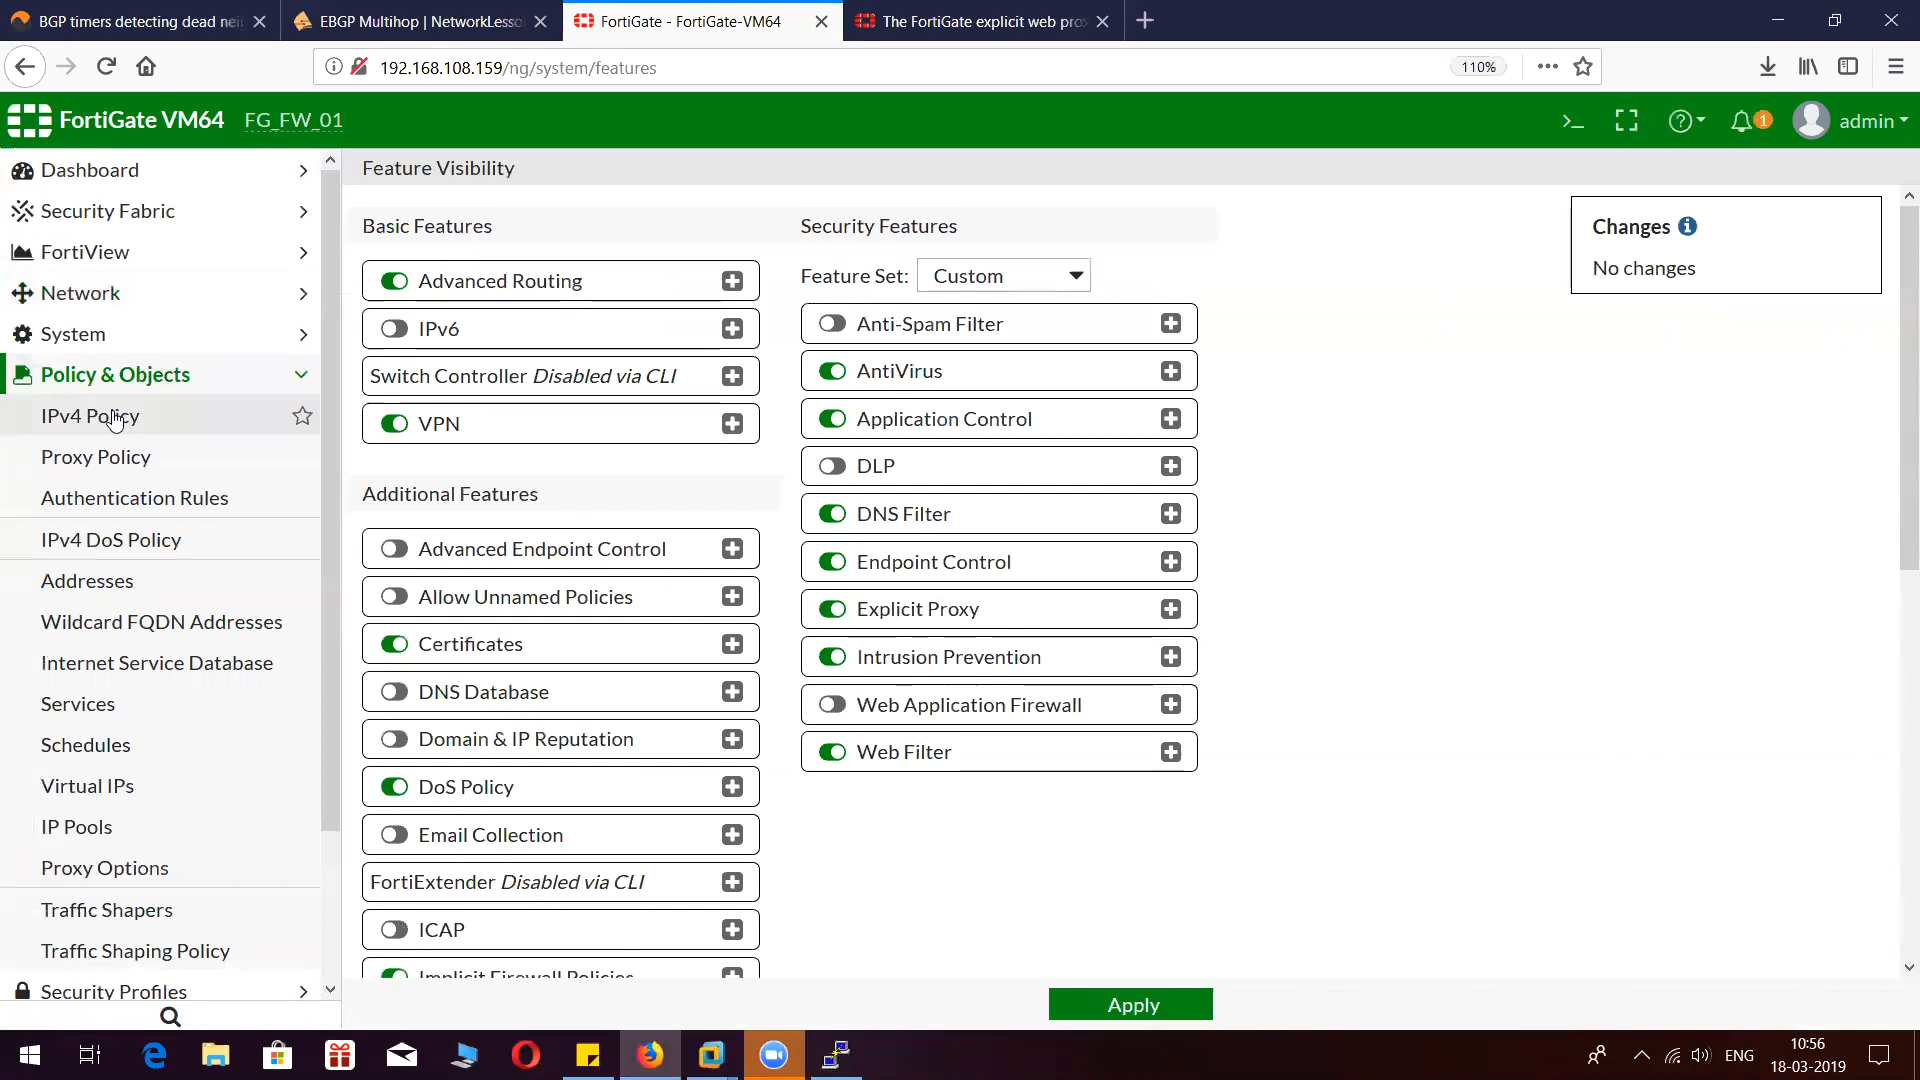 BGP timers detecting dead nei
EBGP Multihop | NetworkLesso
FortiGate - FortiGate-VM64
The FortiGate explicit web pro
192.168.108.159/ng/system/features
110%
FortiGate VM64 FG_FW_01
>_
1
admin
Dashboard
Security Fabric
FortiView
Network
System
Policy & Objects
IPv4 Policy
Proxy Policy
Authentication Rules
IPv4 DoS Policy
Addresses
Wildcard FQDN Addresses
Internet Service Database
Services
Schedules
Virtual IPs
IP Pools
Proxy Options
Traffic Shapers
Traffic Shaping Policy
Security Profiles
Feature Visibility
Basic Features
Advanced Routing
IPv6
Switch Controller Disabled via CLI
VPN
Additional Features
Advanced Endpoint Control
Allow Unnamed Policies
Certificates
DNS Database
Domain & IP Reputation
DoS Policy
Email Collection
FortiExtender Disabled via CLI
ICAP
Implicit Firewall Policies
Security Features
Feature Set: Custom
Anti-Spam Filter
AntiVirus
Application Control
DLP
DNS Filter
Endpoint Control
Explicit Proxy
Intrusion Prevention
Web Application Firewall
Web Filter
Changes
No changes
Apply
ENG
10:56
18-03-2019